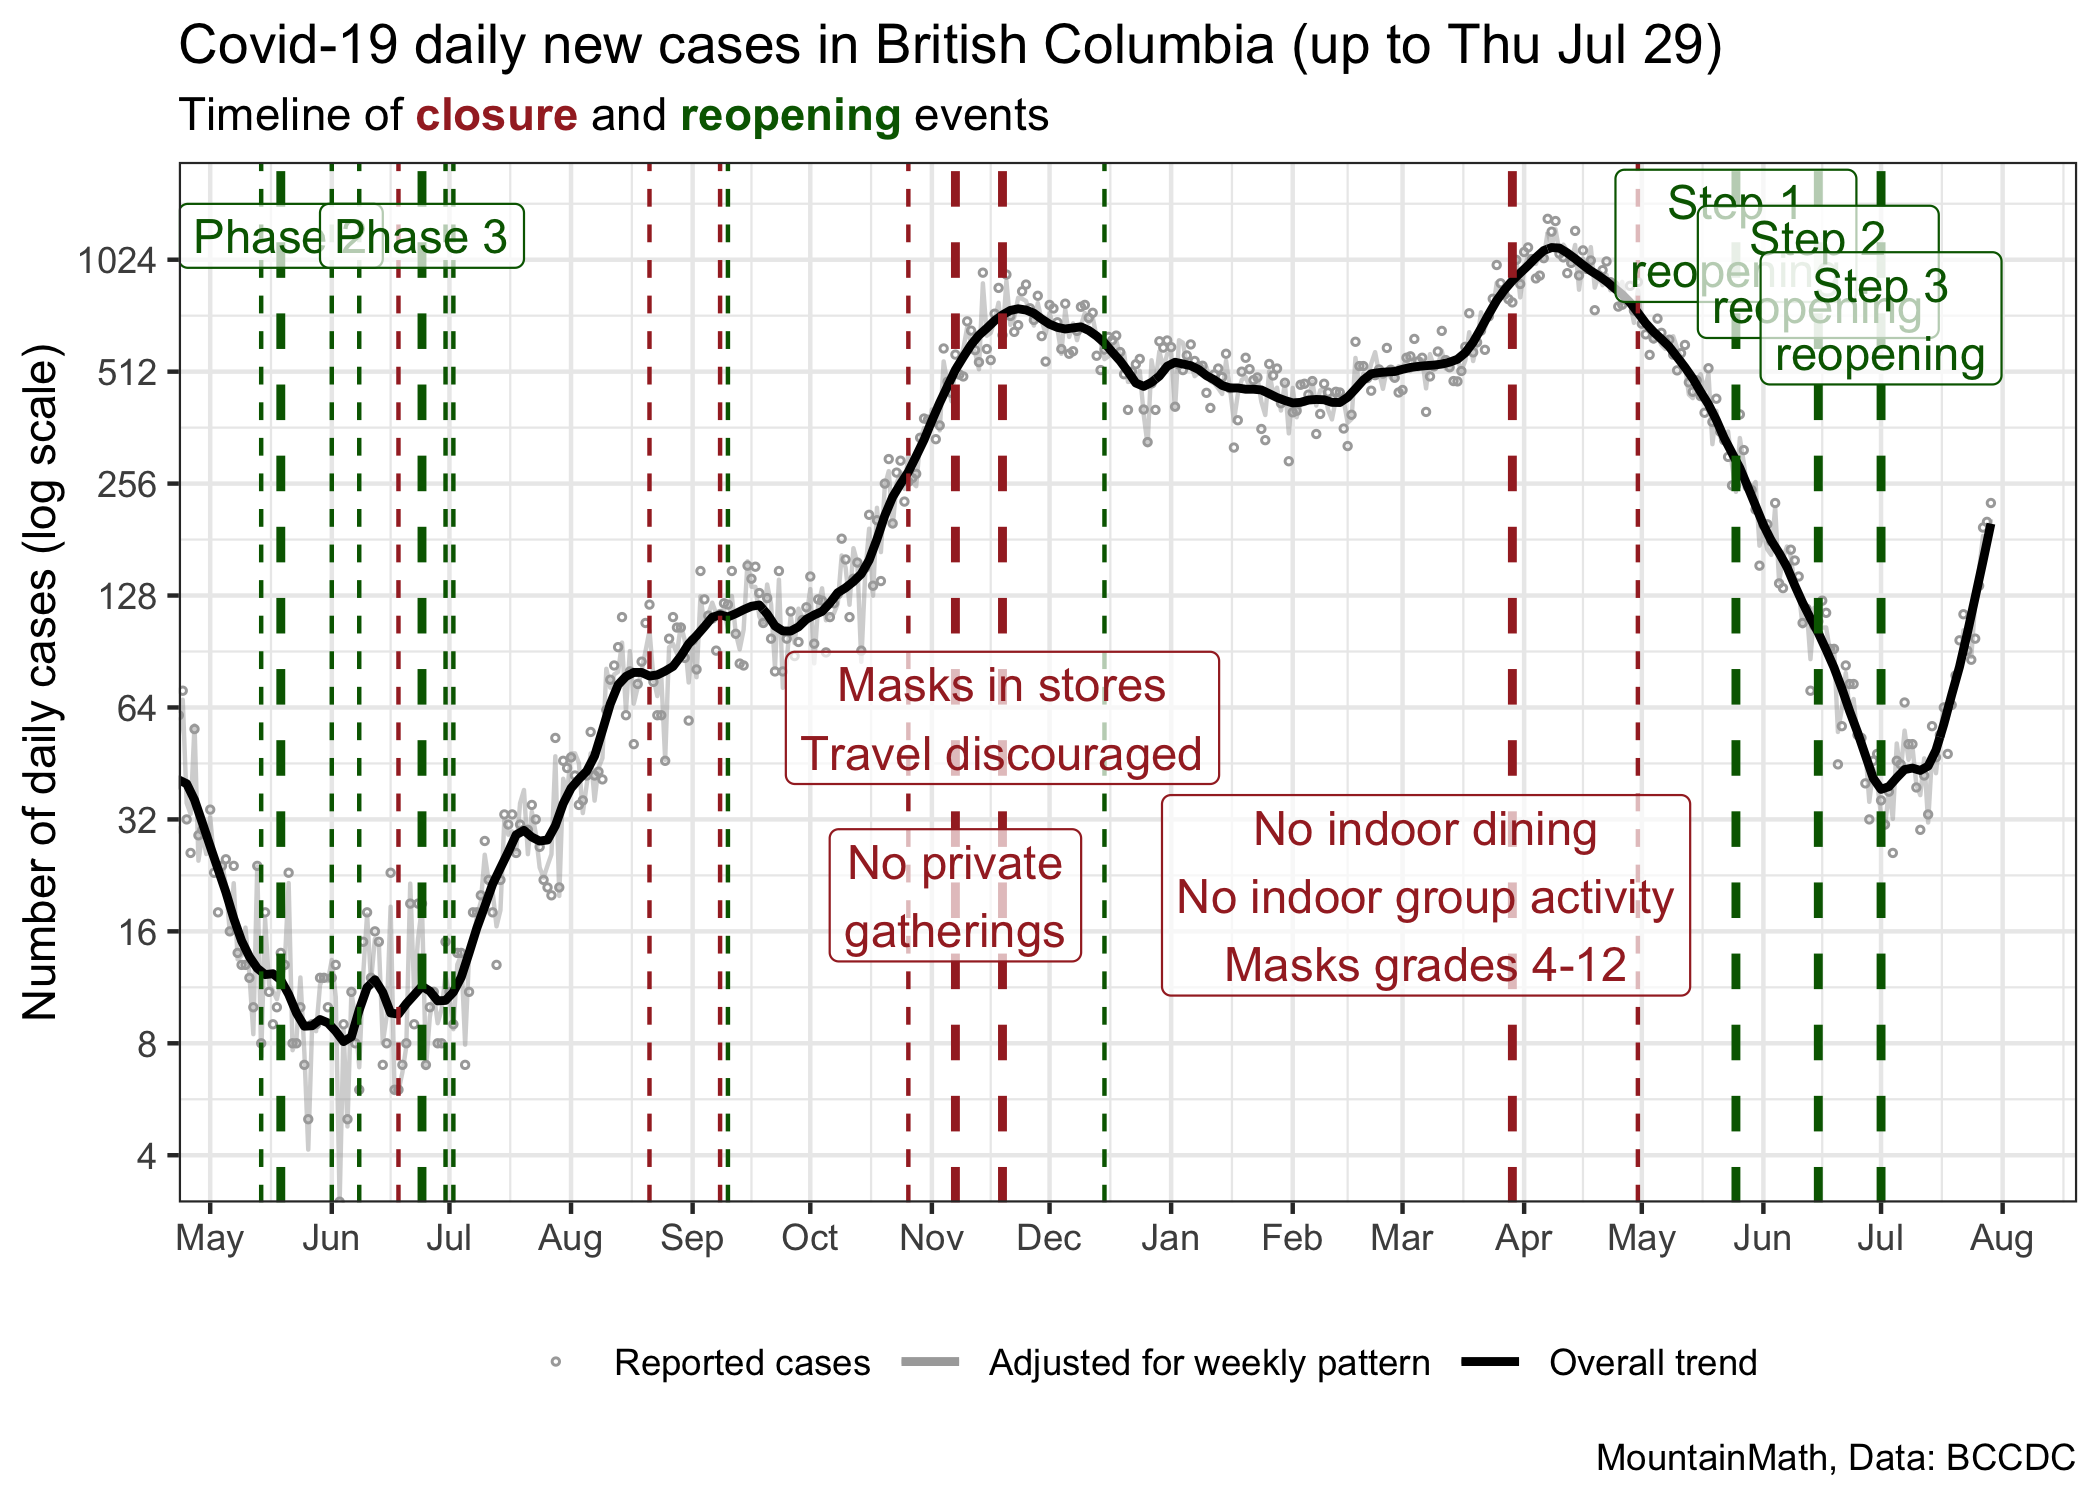 Covid-19 daily new cases in British Columbia (up to Thu Jul 29)
Timeline of closure and reopening events
Number of daily cases (log scale)
1024
512
256
128
64
32
16
8
4
Phase 2
Phase 3
Step 1
reopening
Step 2
reopening
Step 3
reopening
Masks in stores
Travel discouraged
No private
gatherings
No indoor dining
No indoor group activity
Masks grades 4-12
May Jun Jul Aug Sep Oct Nov Dec Jan Feb Mar Apr May Jun Jul Aug
Reported cases Adjusted for weekly pattern Overall trend
MountainMath, Data: BCCDC